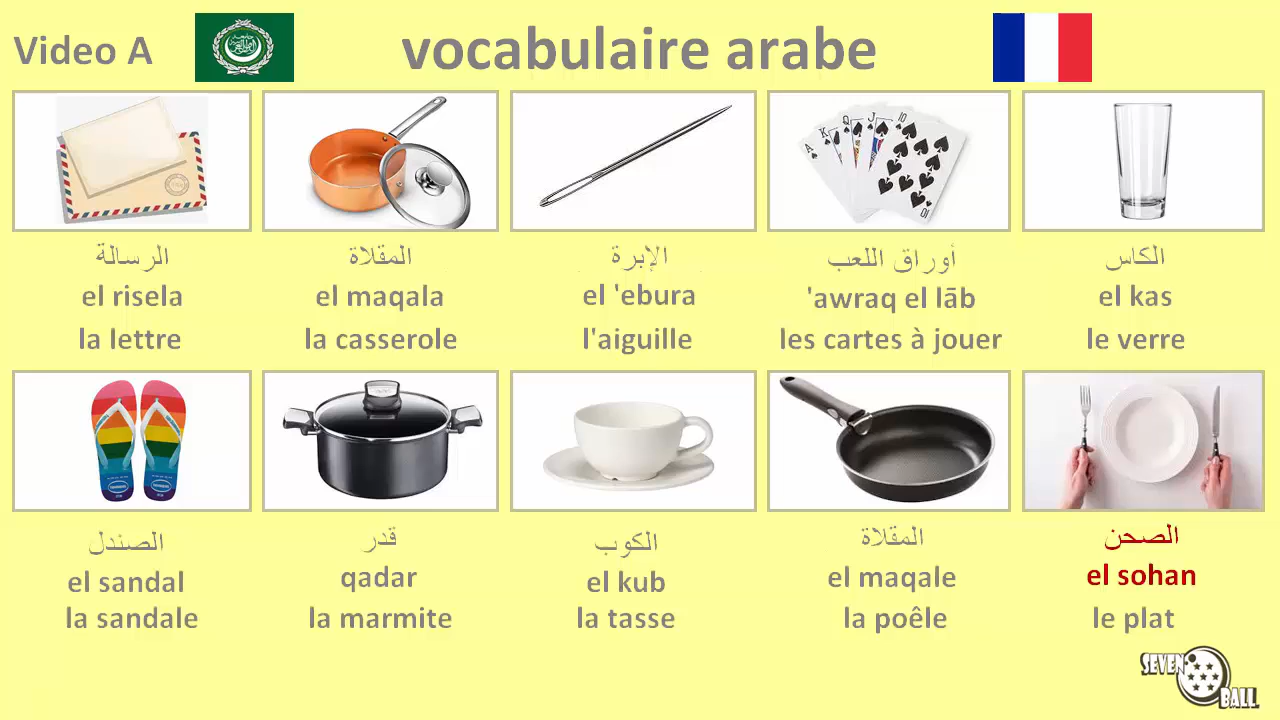 Video A
vocabulaire arabe
الرسالة
el risela
la lettre
المقلاة
el maqala
la casserole
الإبرة
el 'ebura
l'aiguille
أوراق اللعب
'awraq el lāb
les cartes à jouer
الكاس
el kas
le verre
الصندل
el sandal
la sandale
قدر
qadar
la marmite
الكوب
el kub
la tasse
المقلاة
el maqale
la poêle
الصحن
el sohan
le plat
SEVEN
BALL
A
K
Q
J
10
10